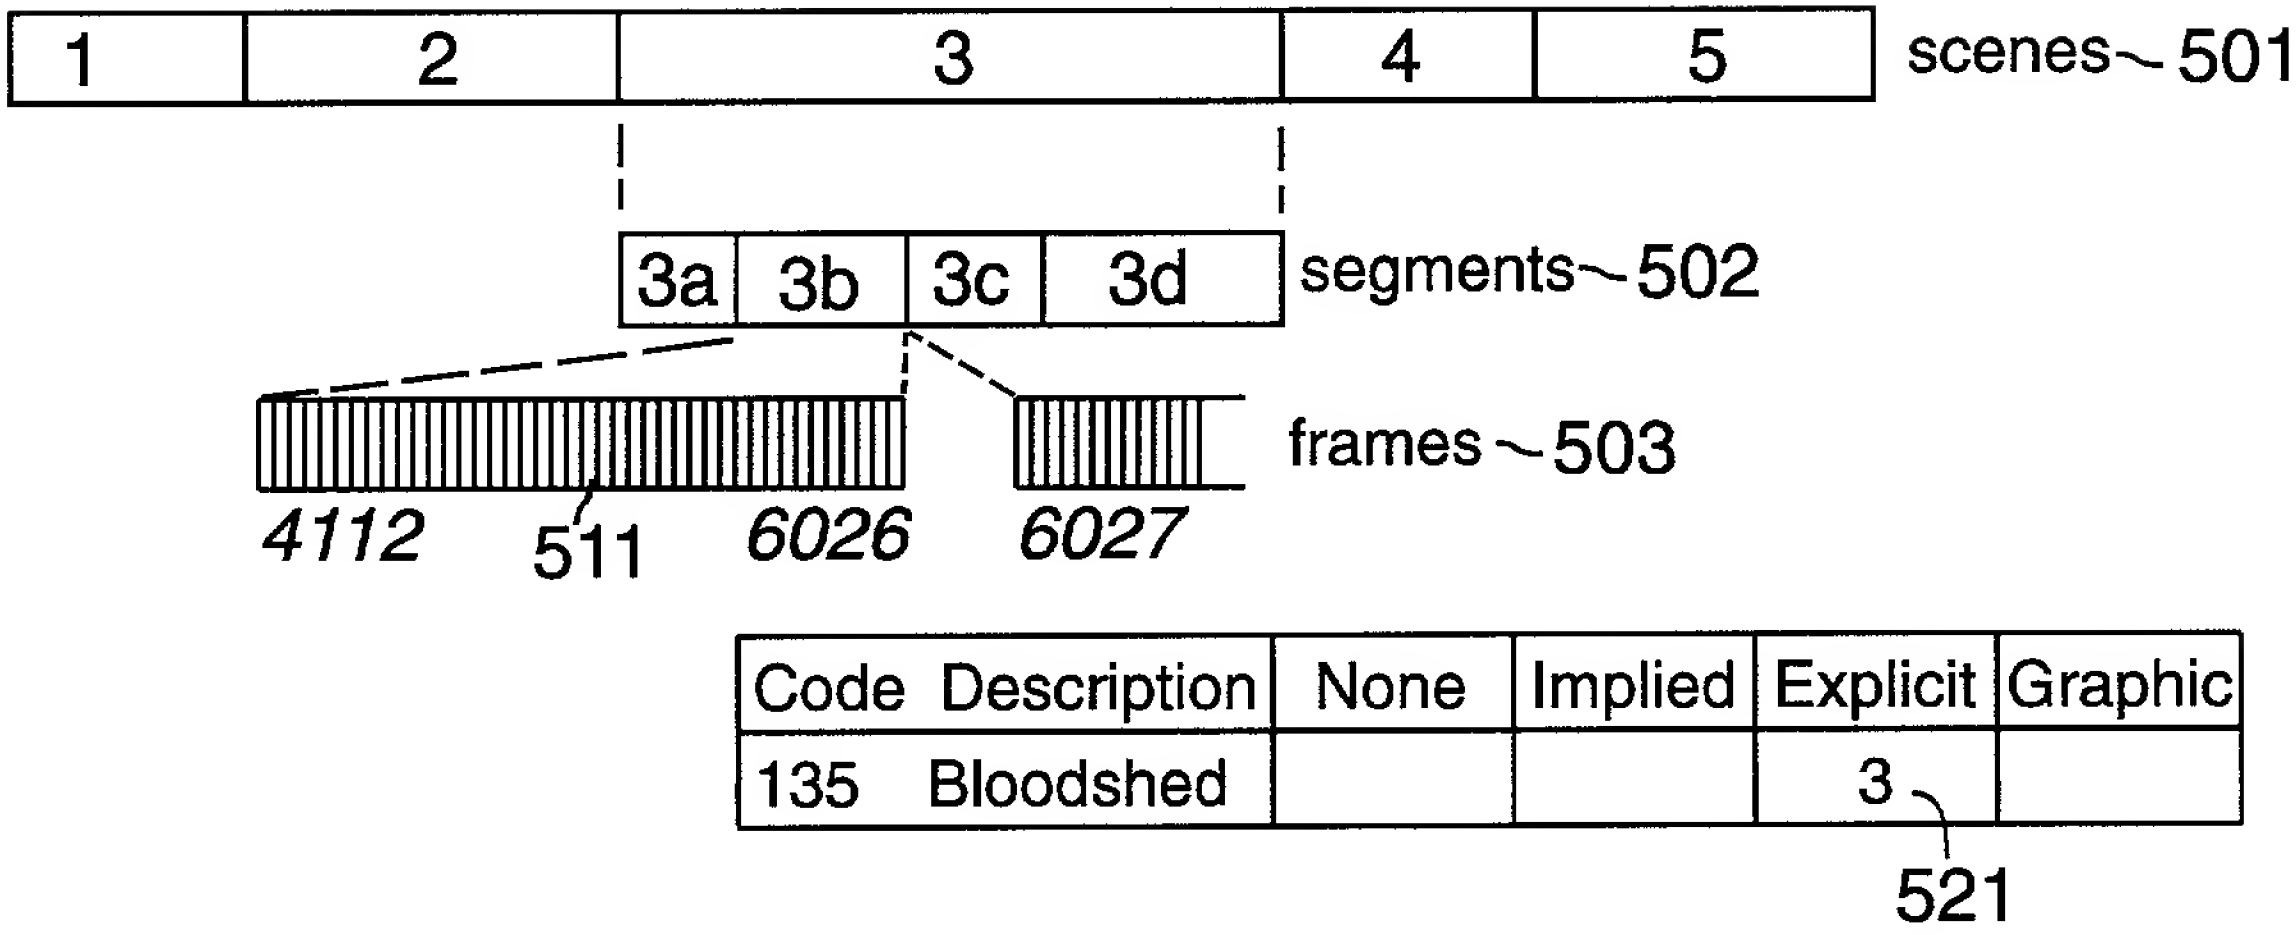 1 2 3 4 5 scenes 501
3a 3b 3c 3d segments 502
frames 503
4112 511 6026 6027
Code Description None Implied Explicit Graphic
135 Bloodshed 3
521